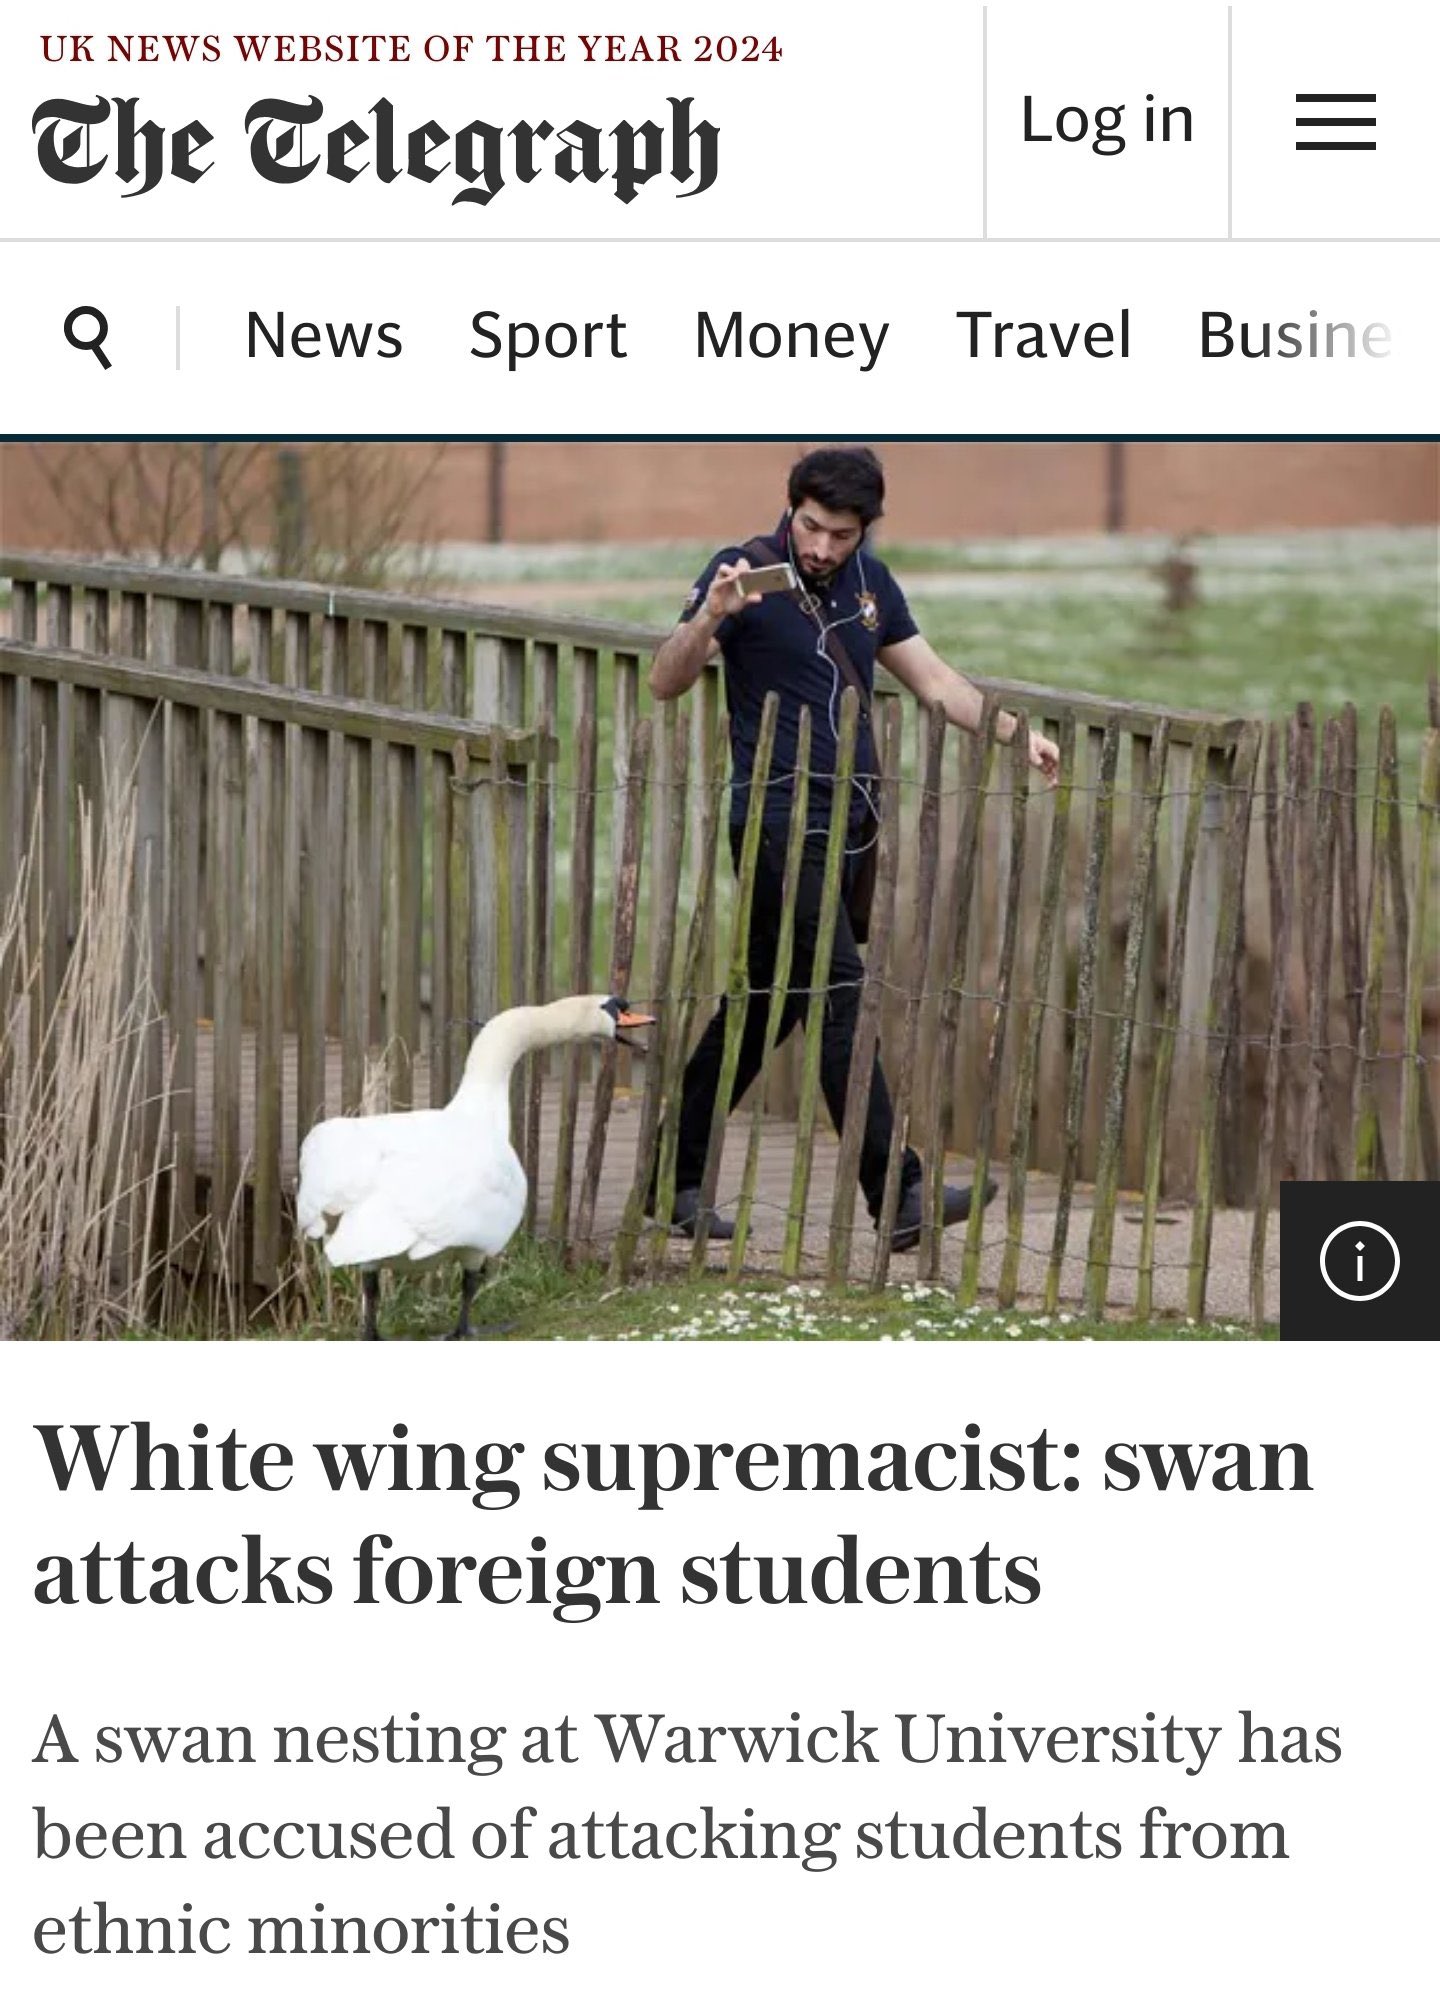 UK NEWS WEBSITE OF THE YEAR 2024
The Telegraph
Log in
News Sport Money Travel Busine
White wing supremacist: swan
attacks foreign students
A swan nesting at Warwick University has
been accused of attacking students from
ethnic minorities